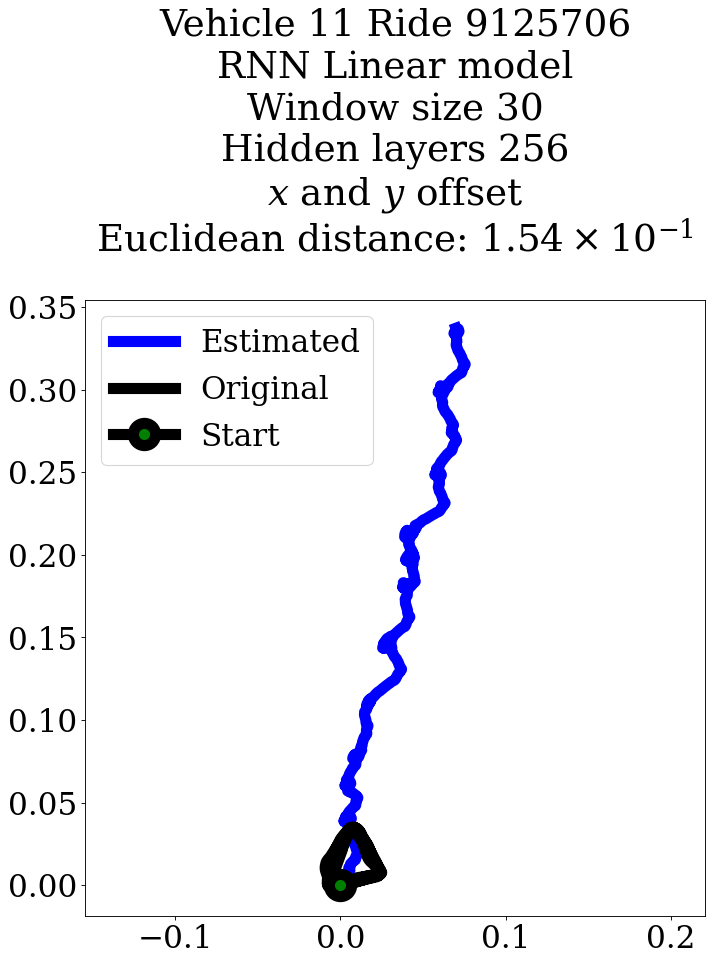 Vehicle 11 Ride 9125706
RNN Linear model
Window size 30
Hidden layers 256
x and y offset
Euclidean distance: 1.54 × 10⁻¹
Estimated
Original
Start
0.35
0.30
0.25
0.20
0.15
0.10
0.05
0.00
−0.1 0.0 0.1 0.2